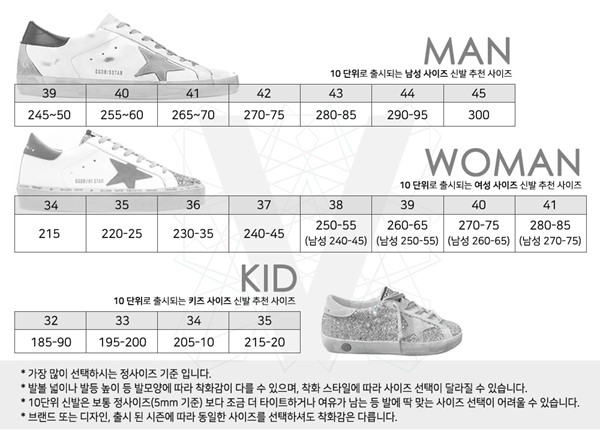 MAN
10 단위로 출시되는 남성 사이즈 신발 추천 사이즈
GGDB/SSTAR
39 40 41 42 43 44 45
245~50 255~60 265~70 270-75 280-85 290-95 300
WOMAN
10 단위로 출시되는 여성 사이즈 신발 추천 사이즈
GGDB/HI STAR
34 35 36 37 38 39 40 41
215 220-25 230-35 240-45 250-55 260-65 270-75 280-85
(남성 240-45) (남성 250-55) (남성 260-65) (남성 270-75)
KID
10 단위로 출시되는 키즈 사이즈 신발 추천 사이즈
32 33 34 35
185-90 195-200 205-10 215-20
* 가장 많이 선택하시는 정사이즈 기준 입니다.
* 발볼 넓이나 발등 높이 등 발모양에 따라 착화감이 다를 수 있으며, 착화 스타일에 따라 사이즈 선택이 달라질 수 있습니다.
* 10단위 신발은 보통 정사이즈(5mm 기준) 보다 조금 더 타이트하거나 여유가 남는 등 발에 딱 맞는 사이즈 선택이 어려울 수 있습니다.
* 브랜드 또는 디자인, 출시 된 시즌에 따라 동일한 사이즈를 선택하셔도 착화감은 다릅니다.